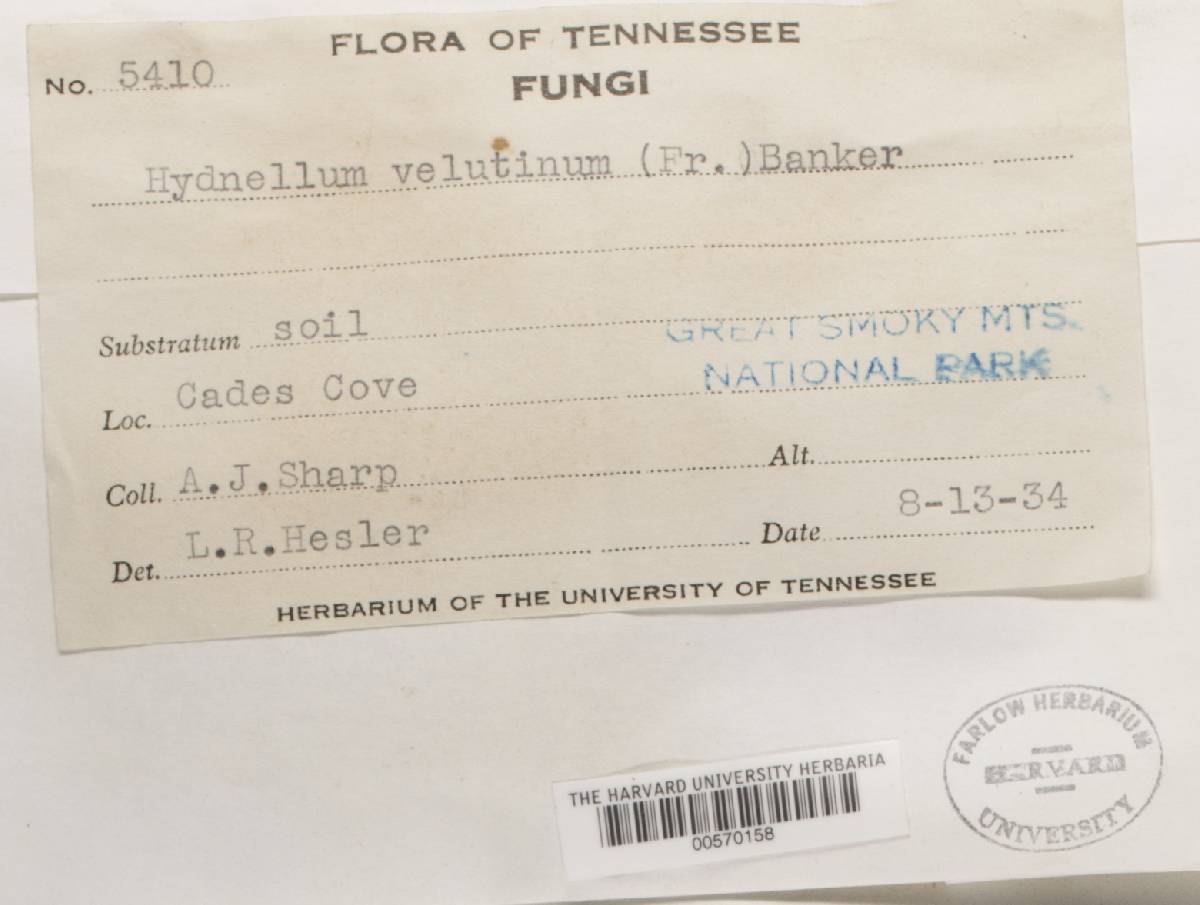 FLORA OF TENNESSEE
No. 5410
FUNGI
Hydnellum velutinum (Fr.)Banker
Substratum soil
GREAT SMOKY MTS.
NATIONAL PARK
Loc. Cades Cove
Coll. A.J.Sharp
Alt.
Det. L.R.Hesler
Date 8-13-34
HERBARIUM OF THE UNIVERSITY OF TENNESSEE
FARLOW HERBARIUM
HARVARD
UNIVERSITY
THE HARVARD UNIVERSITY HERBARIA
00570158